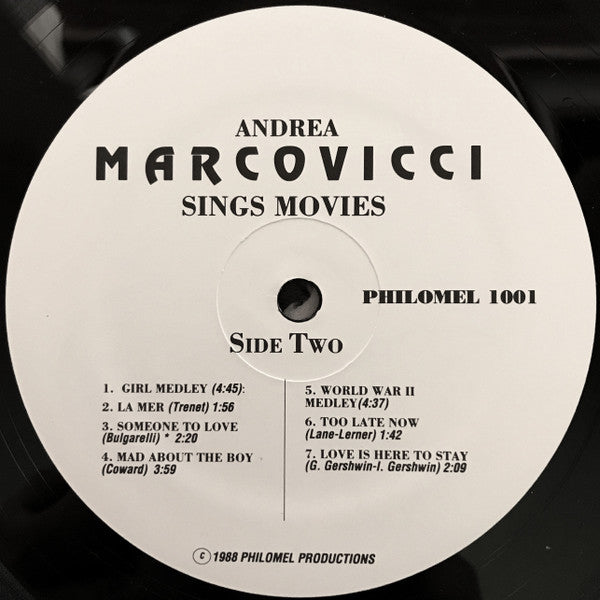 ANDREA
MARCOVICCI
SINGS MOVIES
PHILOMEL 1001
SIDE TWO
1. GIRL MEDLEY (4:45):
2. LA MER (Trenet) 1:56
3. SOMEONE TO LOVE
(Bulgarelli) * 2:20
4. MAD ABOUT THE BOY
(Coward) 3:59
5. WORLD WAR II
MEDLEY(4:37)
6. TOO LATE NOW
(Lane-Lerner) 1:42
7. LOVE IS HERE TO STAY
(G. Gershwin-I. Gershwin) 2:09
©1988 PHILOMEL PRODUCTIONS